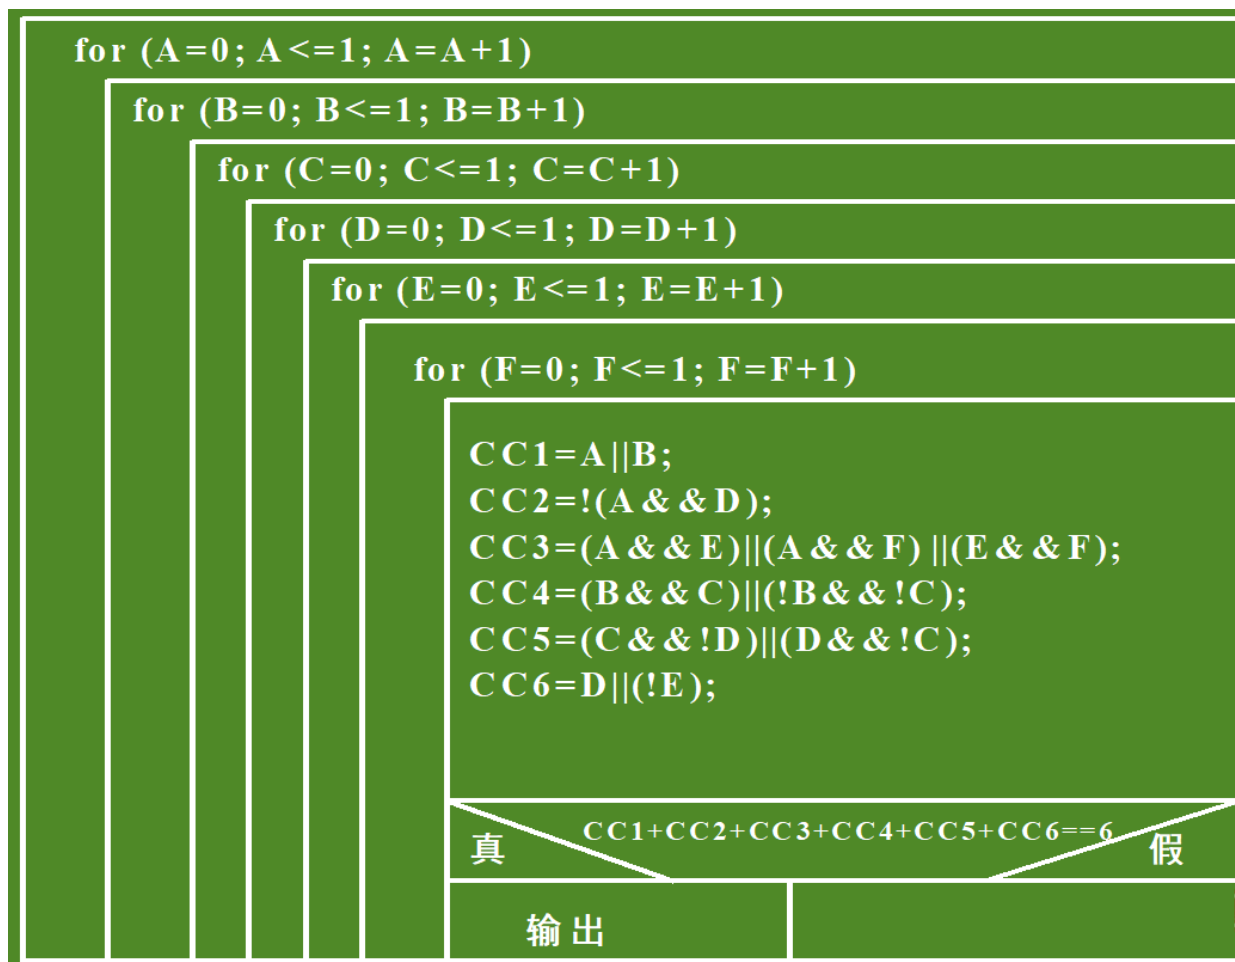 for (A=0; A<=1; A=A+1)
for (B=0; B<=1; B=B+1)
for (C=0; C<=1; C=C+1)
for (D=0; D<=1; D=D+1)
for (E=0; E<=1; E=E+1)
for (F=0; F<=1; F=F+1)
CC1=A||B;
CC2=!(A&&D);
CC3=(A&&E)||(A&&F) ||(E&&F);
CC4=(B&&C)||(!B&&!C);
CC5=(C&&!D)||(D&&!C);
CC6=D||(!E);
CC1+CC2+CC3+CC4+CC5+CC6==6
真 假
输出